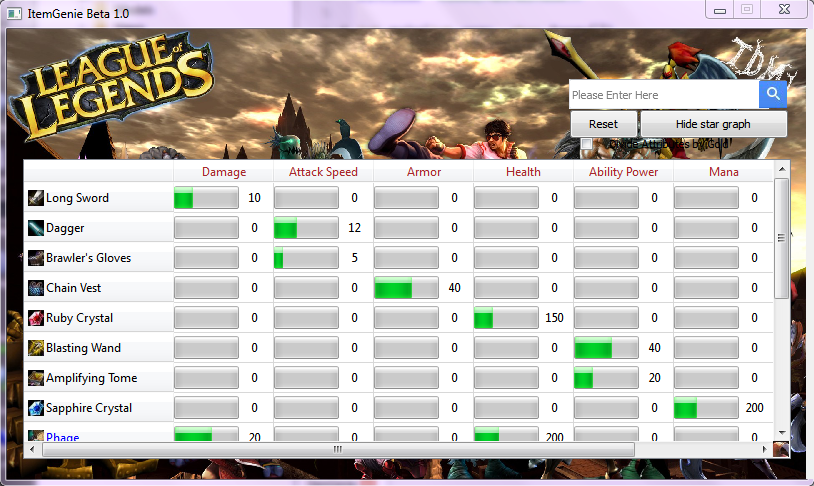 ItemGenie Beta 1.0
LEAGUE of
LEGENDS
TDM
Please Enter Here
Reset Hide star graph
Attributes by Gold
Damage Attack Speed Armor Health Ability Power Mana
Long Sword 10 0 0 0 0 0
Dagger 0 12 0 0 0 0
Brawler's Gloves 0 5 0 0 0 0
Chain Vest 0 0 40 0 0 0
Ruby Crystal 0 0 0 150 0 0
Blasting Wand 0 0 0 0 40 0
Amplifying Tome 0 0 0 0 20 0
Sapphire Crystal 0 0 0 0 0 200
Phage 20 0 0 200 0 0